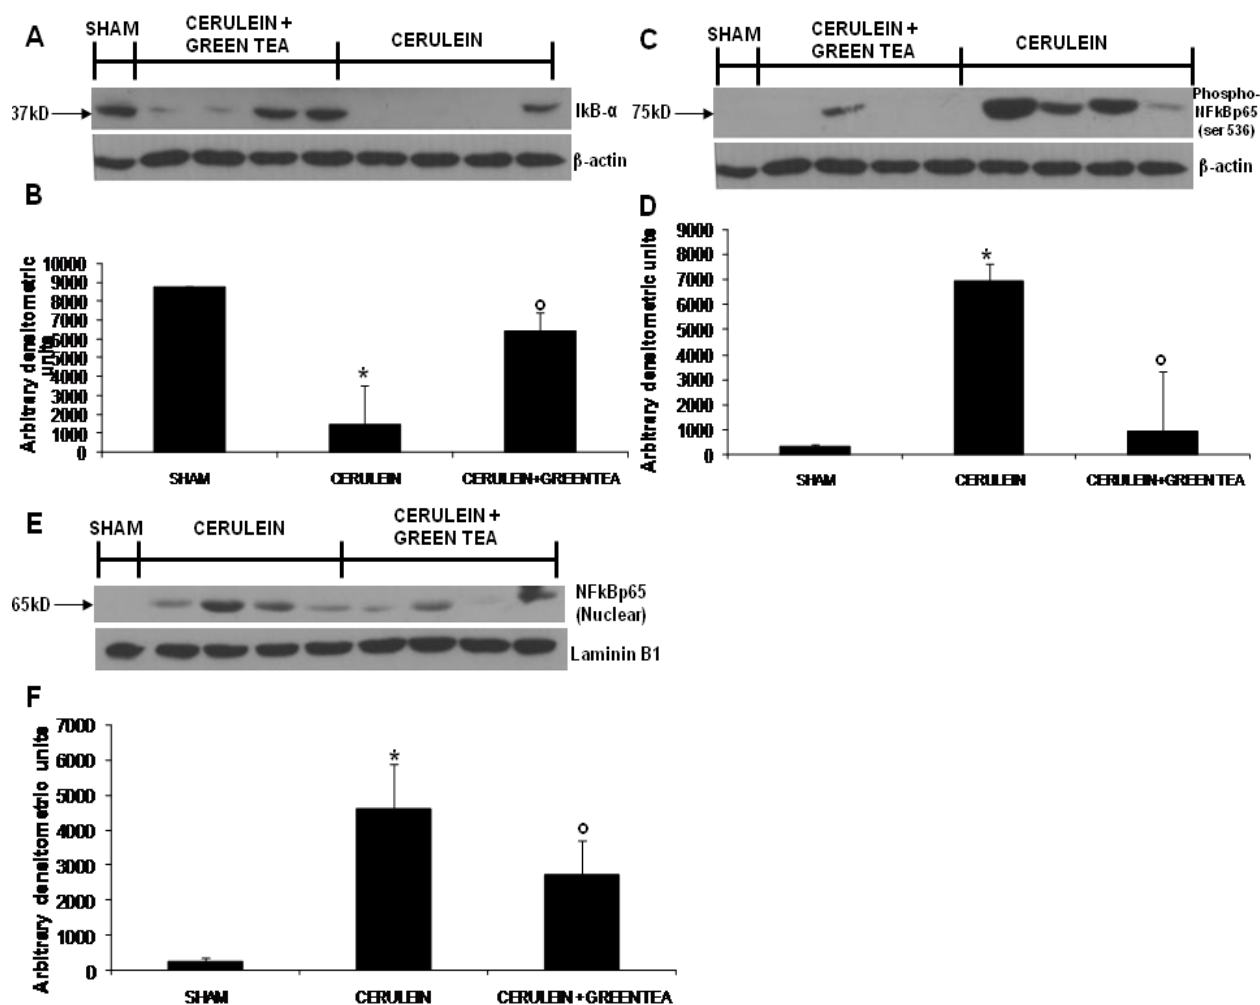 A
SHAM
CERULEIN +
GREEN TEA
CERULEIN
37kD
IkB-α
β-actin
B
Arbitrary densitometric
units
10000
9000
8000
7000
6000
5000
4000
3000
2000
1000
0
*
o
SHAM
CERULEIN
CERULEIN+GREENTEA
C
SHAM
CERULEIN +
GREEN TEA
CERULEIN
75kD
Phospho-
NFkBp65
(ser 536)
β-actin
D
Arbitrary densitometric units
9000
8000
7000
6000
5000
4000
3000
2000
1000
0
*
o
SHAM
CERULEIN
CERULEIN+GREENTEA
E
SHAM
CERULEIN
CERULEIN +
GREEN TEA
65kD
NFkBp65
(Nuclear)
Laminin B1
F
Arbitrary densitometric units
7000
6000
5000
4000
3000
2000
1000
0
*
o
SHAM
CERULEIN
CERULEIN + GREENTEA